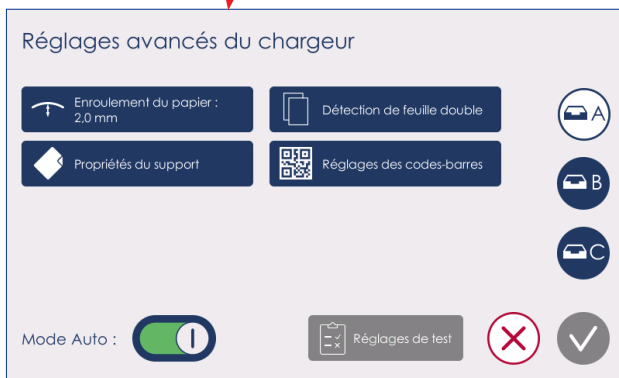 Réglages avancés du chargeur
Enroulement du papier :
2,0 mm
Détection de feuille double
A
Propriétés du support
Réglages des codes-barres
B
C
Mode Auto :
Réglages de test